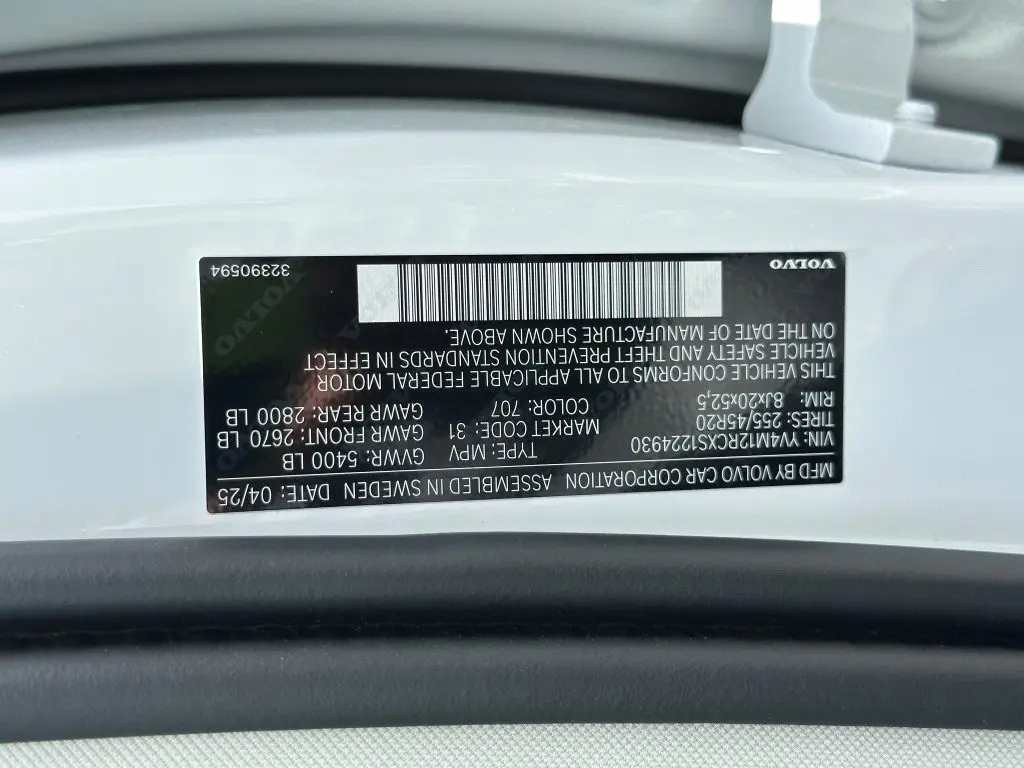 MFD BY VOLVO CAR CORPORATION ASSEMBLED IN SWEDEN DATE: 04/25
VIN: YV4M12RCXS1224930 TYPE: MPV GVWR: 5400 LB
TIRES: 255/45R20 MARKET CODE: 31 GAWR FRONT: 2670 LB
RIM: 8Jx20x52,5 COLOR: 707 GAWR REAR: 2800 LB
THIS VEHICLE CONFORMS TO ALL APPLICABLE FEDERAL MOTOR
VEHICLE SAFETY AND THEFT PREVENTION STANDARDS IN EFFECT
ON THE DATE OF MANUFACTURE SHOWN ABOVE.
VOLVO 32390594